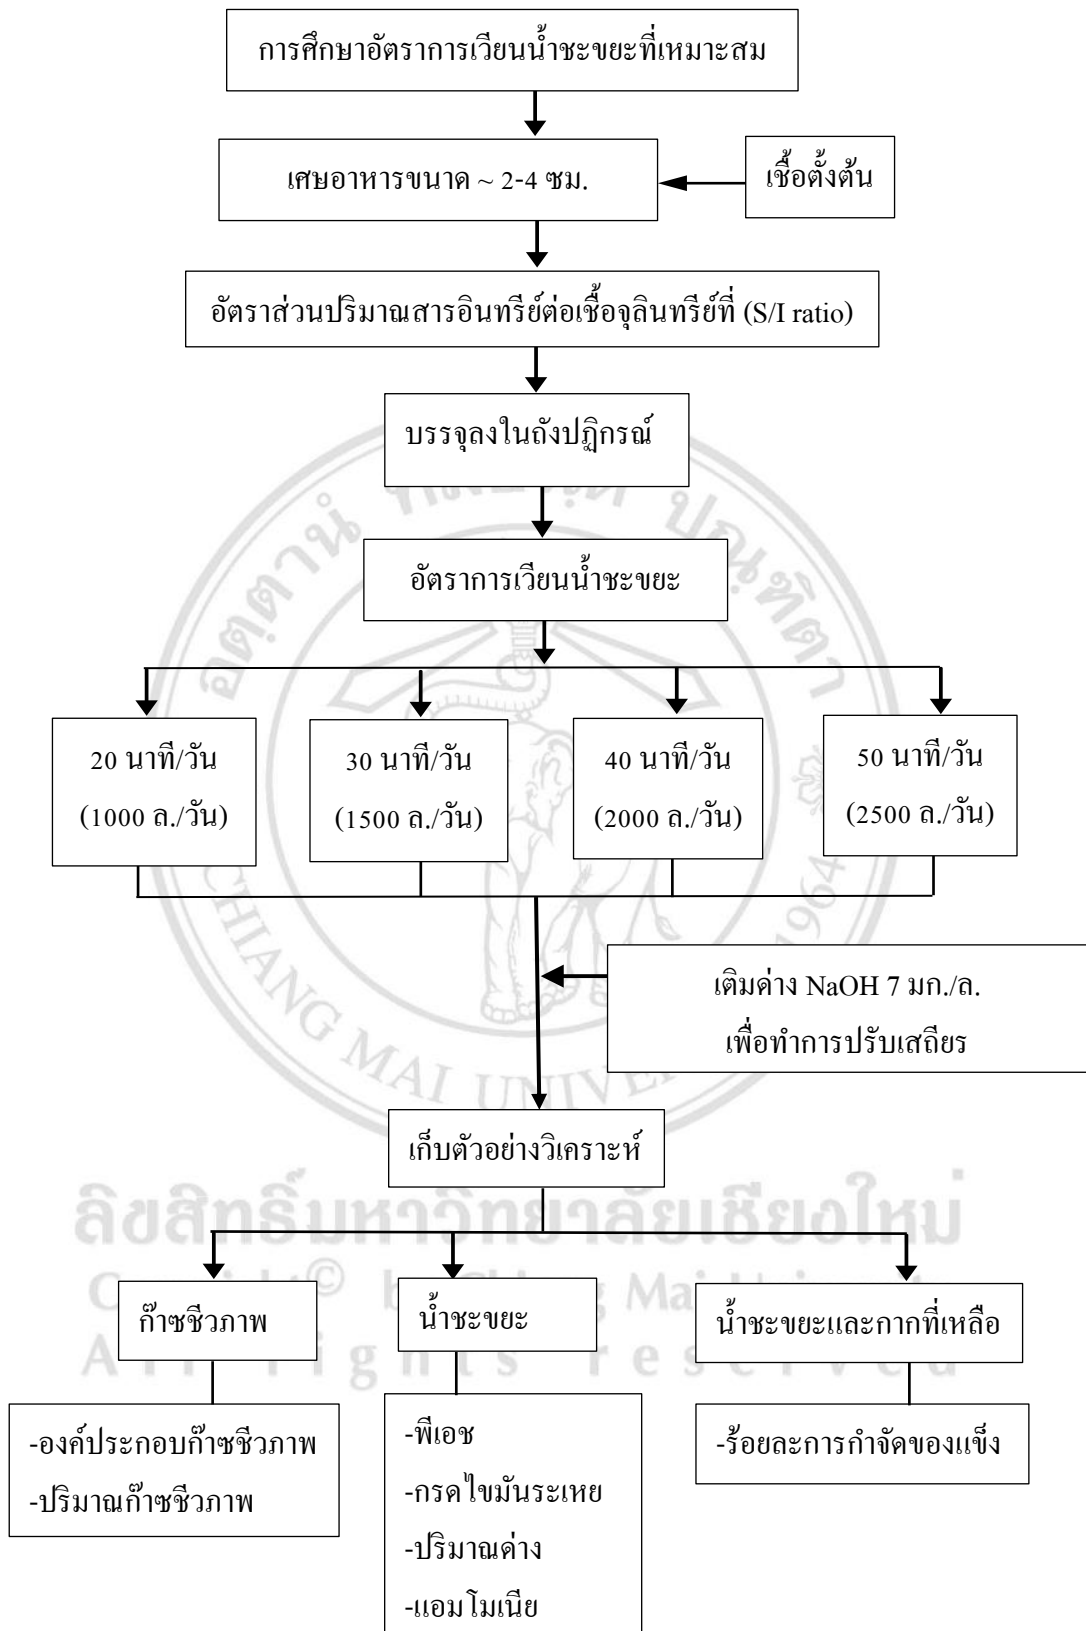 การศึกษาอัตราการเวียนน้ำชะขยะที่เหมาะสม
เศษอาหารขนาด ~ 2-4 ซม.
เชื้อตั้งต้น
อัตราส่วนปริมาณสารอินทรีย์ต่อเชื้อจุลินทรีย์ที่ (S/I ratio)
บรรจุลงในถังปฏิกรณ์
อัตราการเวียนน้ำชะขยะ
20 นาที/วัน
(1000 ล./วัน)
30 นาที/วัน
(1500 ล./วัน)
40 นาที/วัน
(2000 ล./วัน)
50 นาที/วัน
(2500 ล./วัน)
เติมด่าง NaOH 7 มก./ล.
เพื่อทำการปรับเสถียร
เก็บตัวอย่างวิเคราะห์
ก๊าซชีวภาพ
น้ำชะขยะ
น้ำชะขยะและกากที่เหลือ
-องค์ประกอบก๊าซชีวภาพ
-ปริมาณก๊าซชีวภาพ
-พีเอช
-กรดไขมันระเหย
-ปริมาณด่าง
-แอมโมเนีย
-ร้อยละการกำจัดของแข็ง
ลิขสิทธิ์มหาวิทยาลัยเชียงใหม่
rights reserved
CHIANG MAI 1964